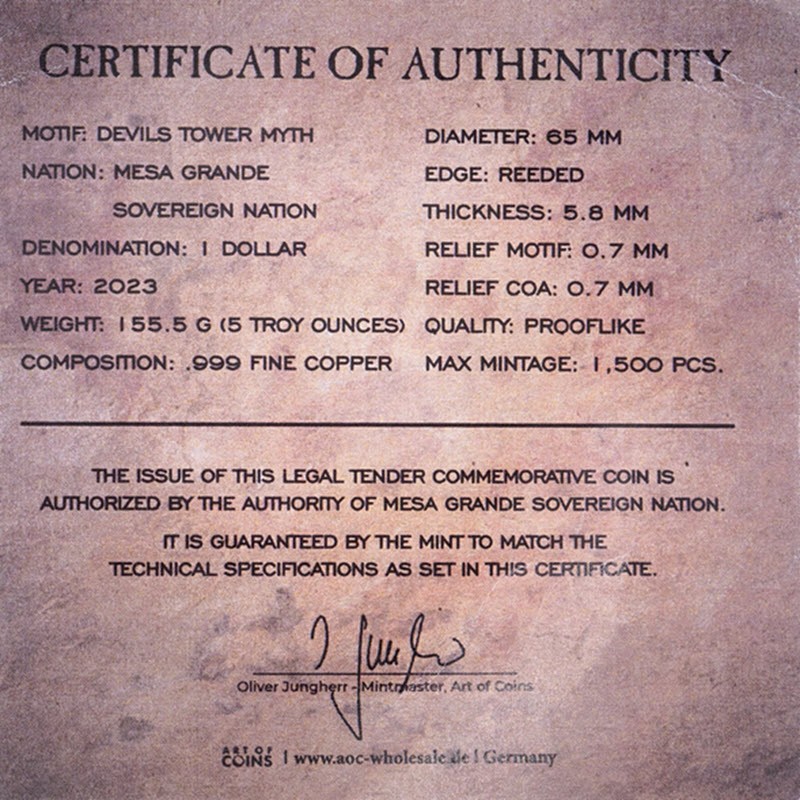 CERTIFICATE OF AUTHENTICITY
MOTIF: DEVILS TOWER MYTH
NATION: MESA GRANDE
SOVEREIGN NATION
DENOMINATION: 1 DOLLAR
YEAR: 2023
WEIGHT: 155.5 G (5 TROY OUNCES)
COMPOSITION: .999 FINE COPPER
DIAMETER: 65 MM
EDGE: REEDED
THICKNESS: 5.8 MM
RELIEF MOTIF: 0.7 MM
RELIEF COA: 0.7 MM
QUALITY: PROOFLIKE
MAX MINTAGE: 1,500 PCS.
THE ISSUE OF THIS LEGAL TENDER COMMEMORATIVE COIN IS
AUTHORIZED BY THE AUTHORITY OF MESA GRANDE SOVEREIGN NATION.
IT IS GUARANTEED BY THE MINT TO MATCH THE
TECHNICAL SPECIFICATIONS AS SET IN THIS CERTIFICATE.
Oliver Jungherr - Mintmaster, Art of Coins
ART OF
COINS | www.aoc-wholesale.de | Germany